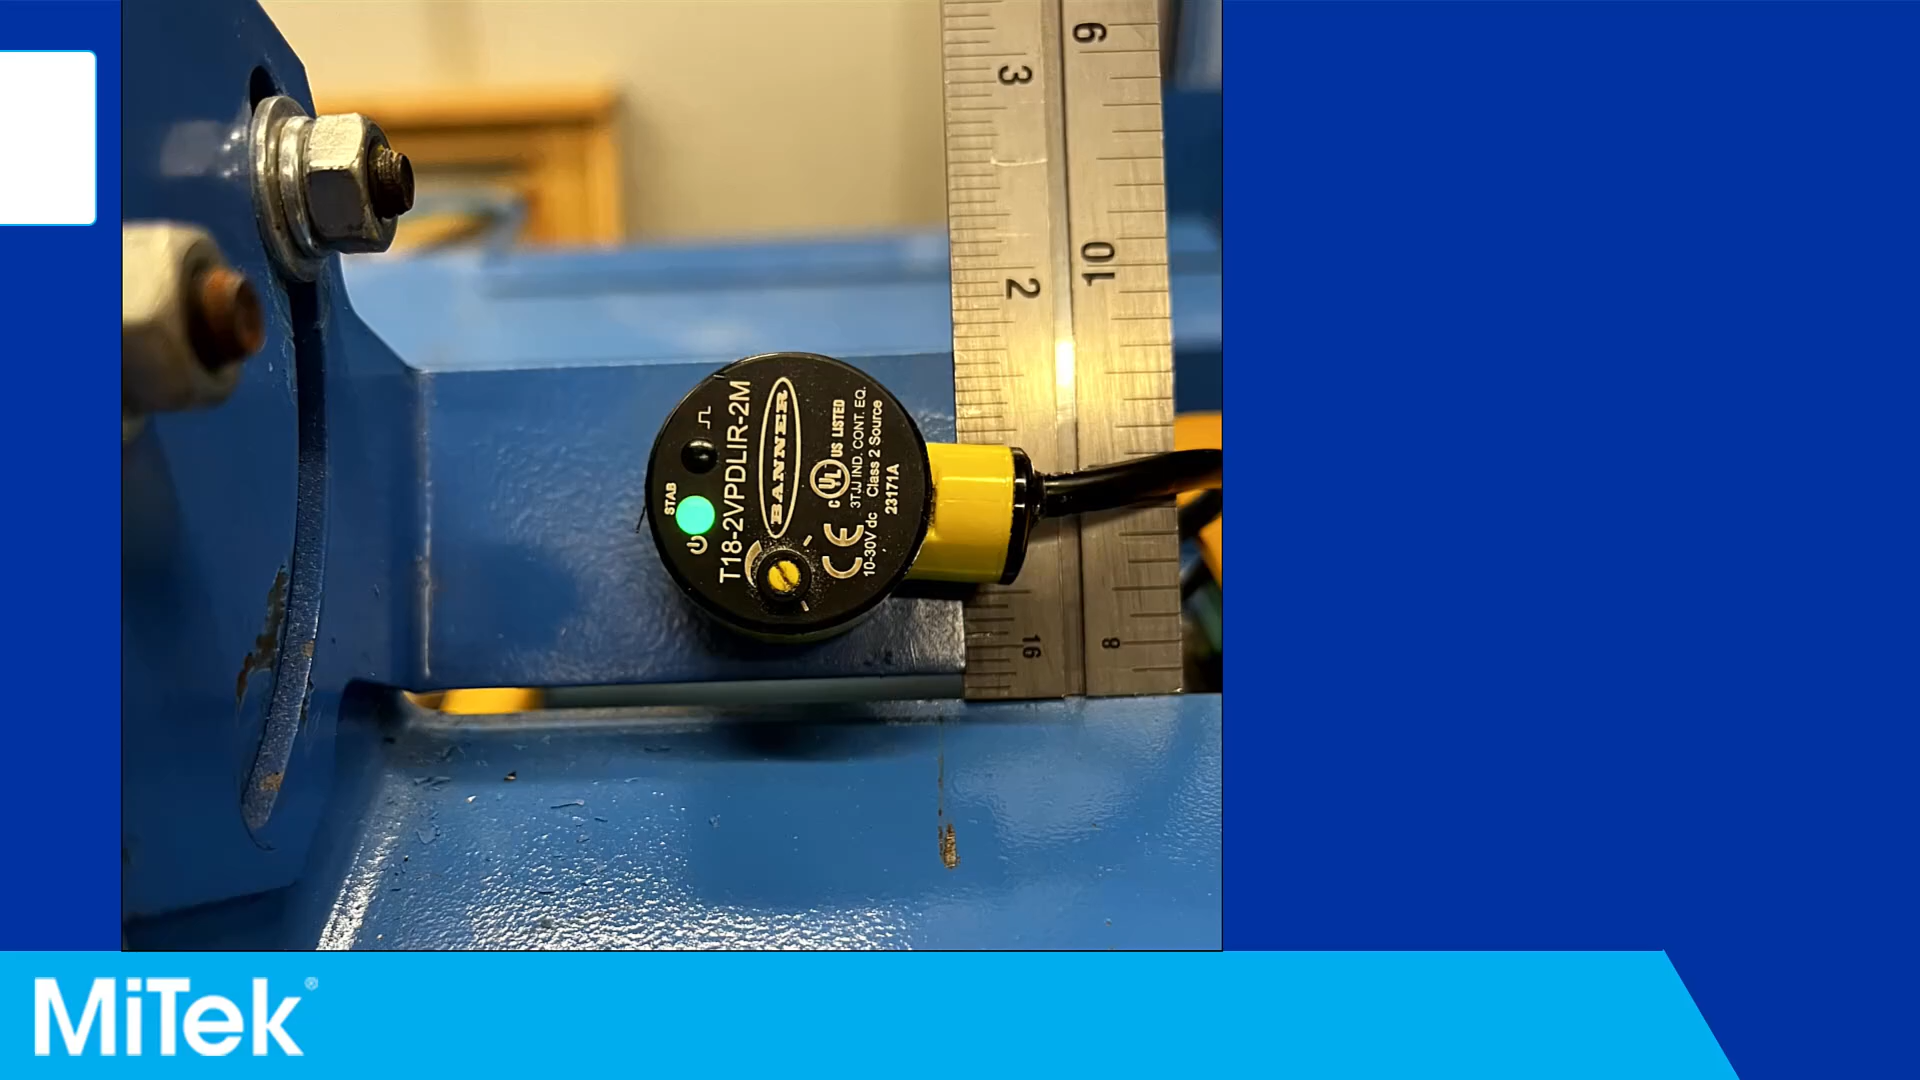 9
3
10
2
STAB
T18-2VPDLIR-2M
BANNER
C UL US LISTED
3TJJ IND. CONT. EQ.
CE
10-30V dc Class 2 Source
23171A
16
8
MiTek®